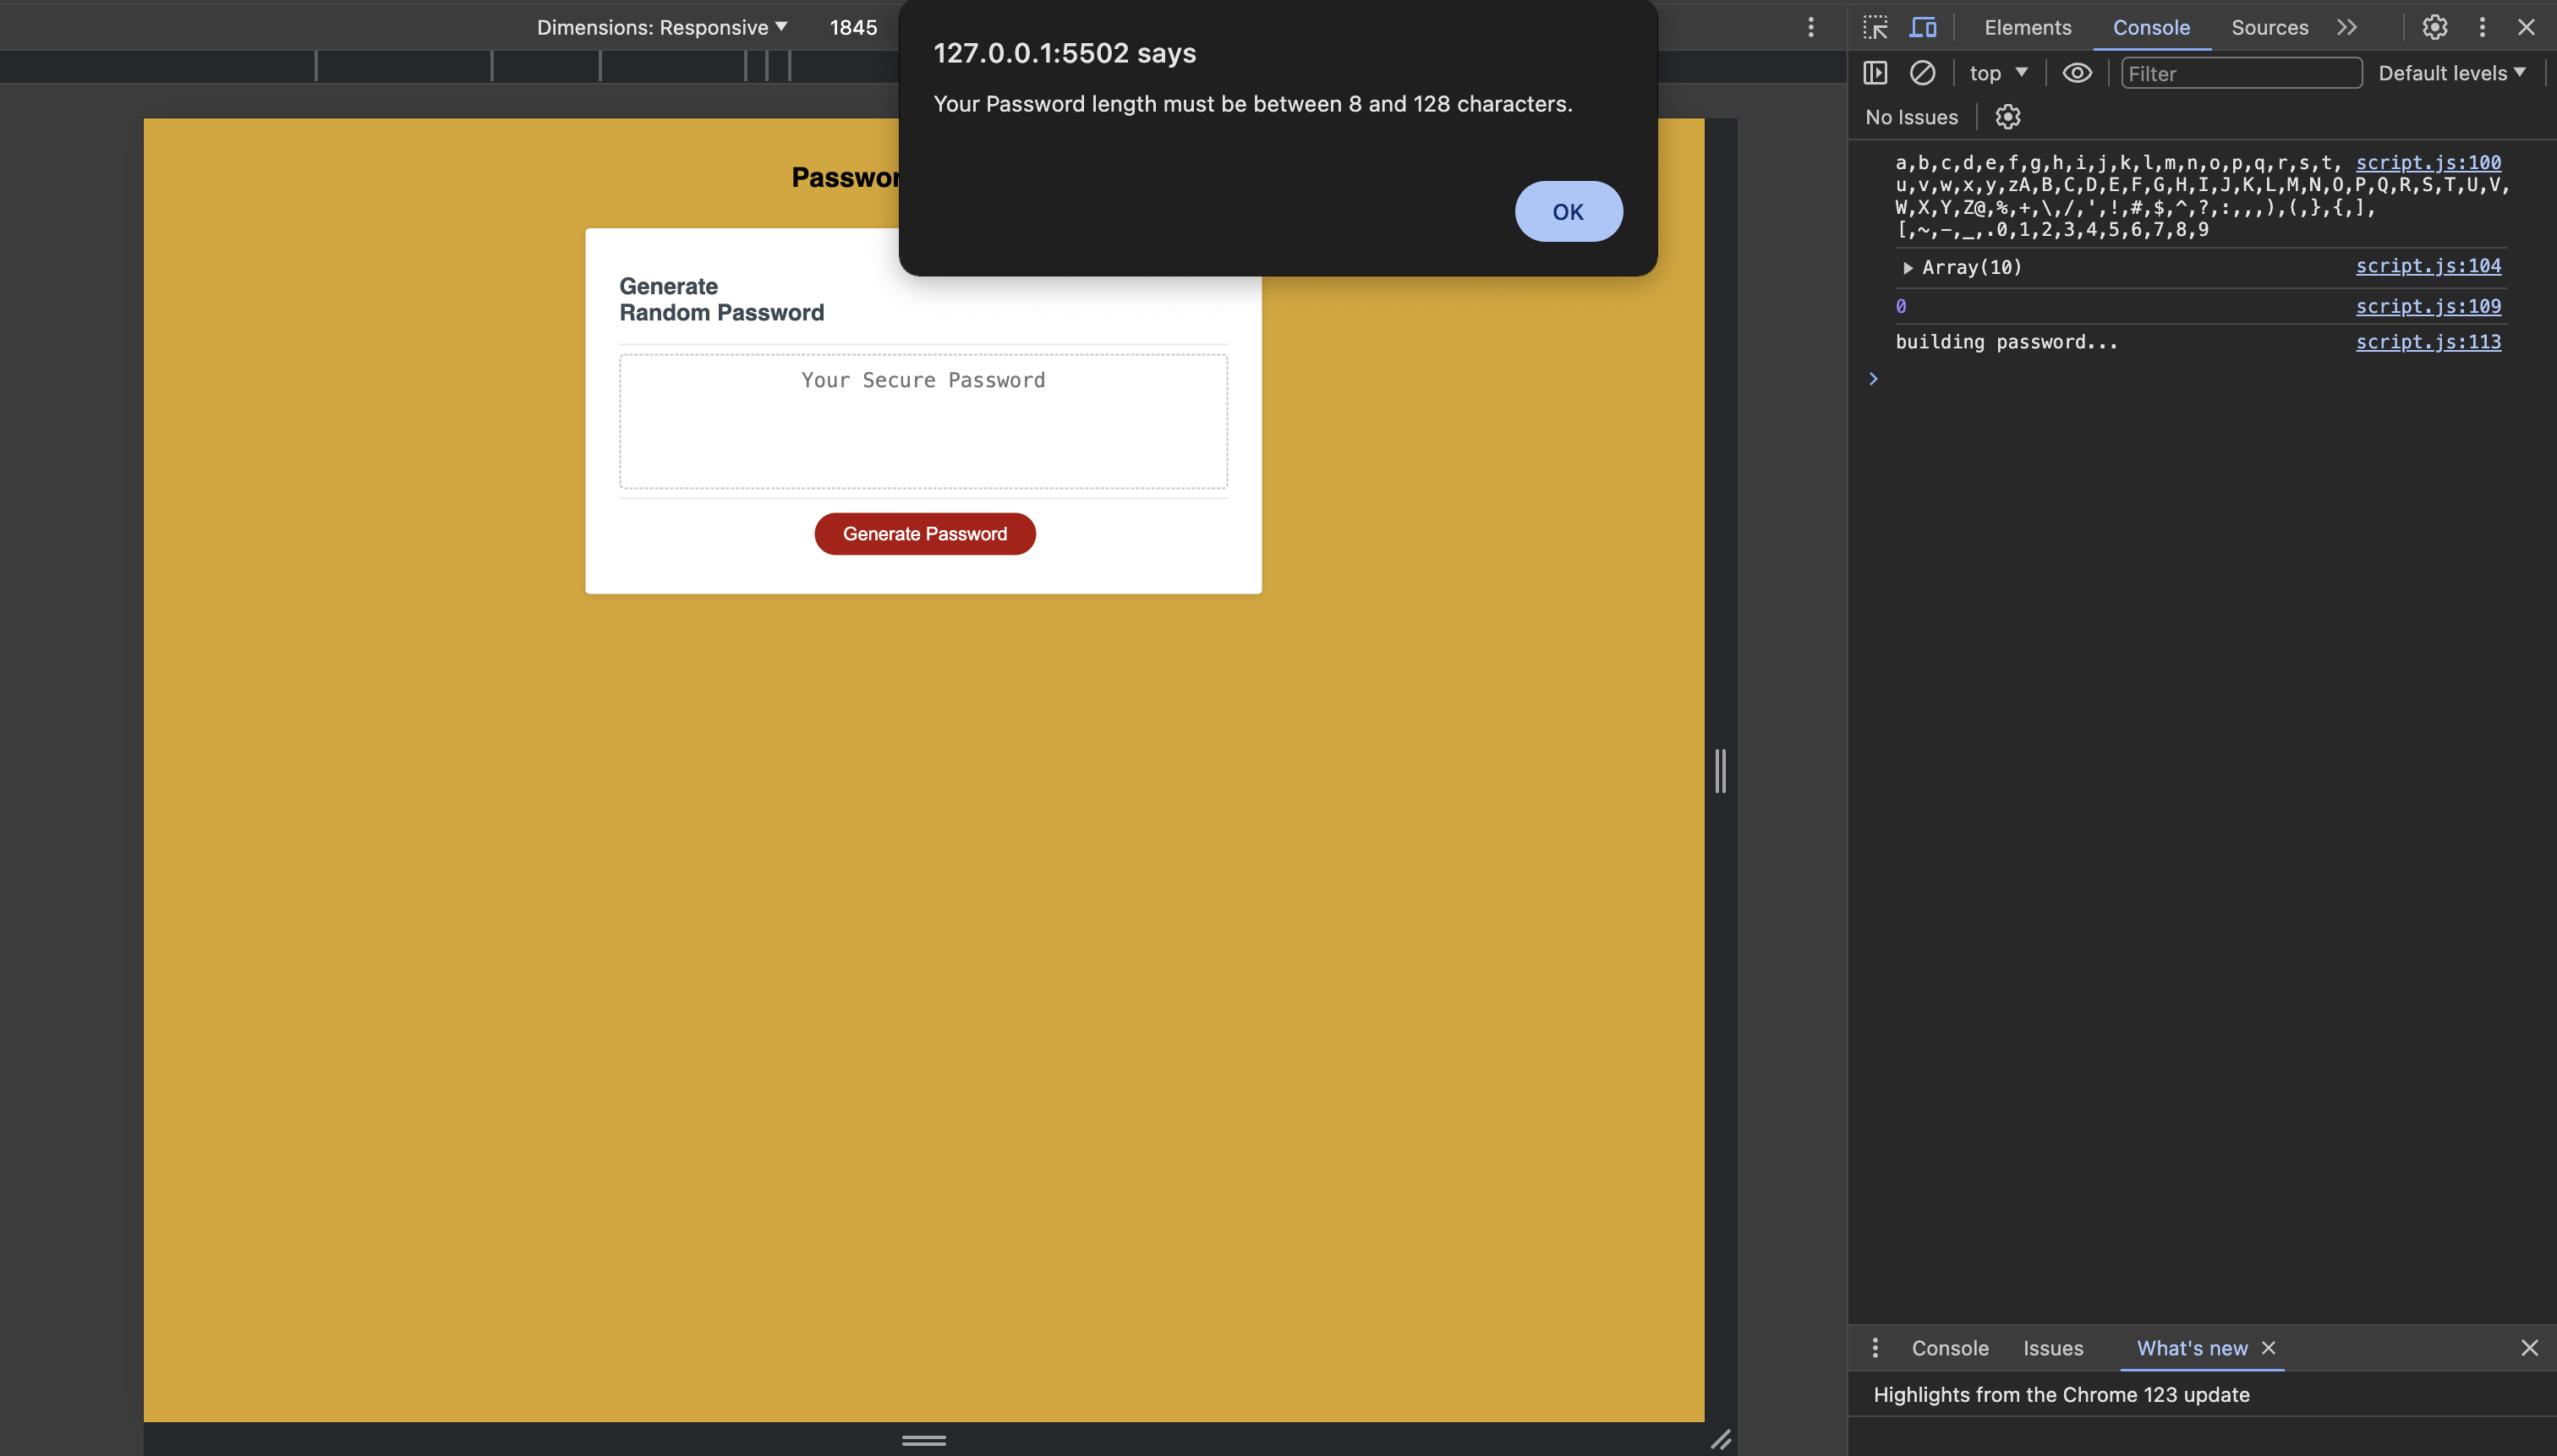 Dimensions: Responsive
1845
127.0.0.1:5502 says
Your Password length must be between 8 and 128 characters.
OK
Generate
Random Password
Your Secure Password
Generate Password
Elements
Console
Sources
top
Filter
Default levels
No Issues
a,b,c,d,e,f,g,h,i,j,k,l,m,n,o,p,q,r,s,t, script.js:100
u,v,w,x,y,zA,B,C,D,E,F,G,H,I,J,K,L,M,N,O,P,Q,R,S,T,U,V,
W,X,Y,Z@,%,+,\,/,',!,#,$,^,?,:,,,),(,},{,],
[,~,-,_,.0,1,2,3,4,5,6,7,8,9
Array(10) script.js:104
0 script.js:109
building password... script.js:113
Console
Issues
What's new
Highlights from the Chrome 123 update